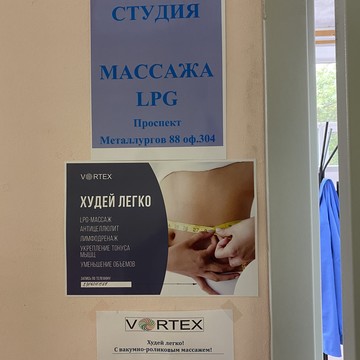 СТУДИЯ
МАССАЖА
LPG
Проспект
Металлургов 88 оф.304
VORTEX
ХУДЕЙ ЛЕГКО
LPG-МАССАЖ
АНТИЦЕЛЛЮЛИТ
ЛИМФОДРЕНАЖ
УКРЕПЛЕНИЕ ТОНУСА
МЫШЦ
УМЕНЬШЕНИЕ ОБЪЕМОВ
VORTEX
Худей легко!
С вакумно-роликовым массажем!